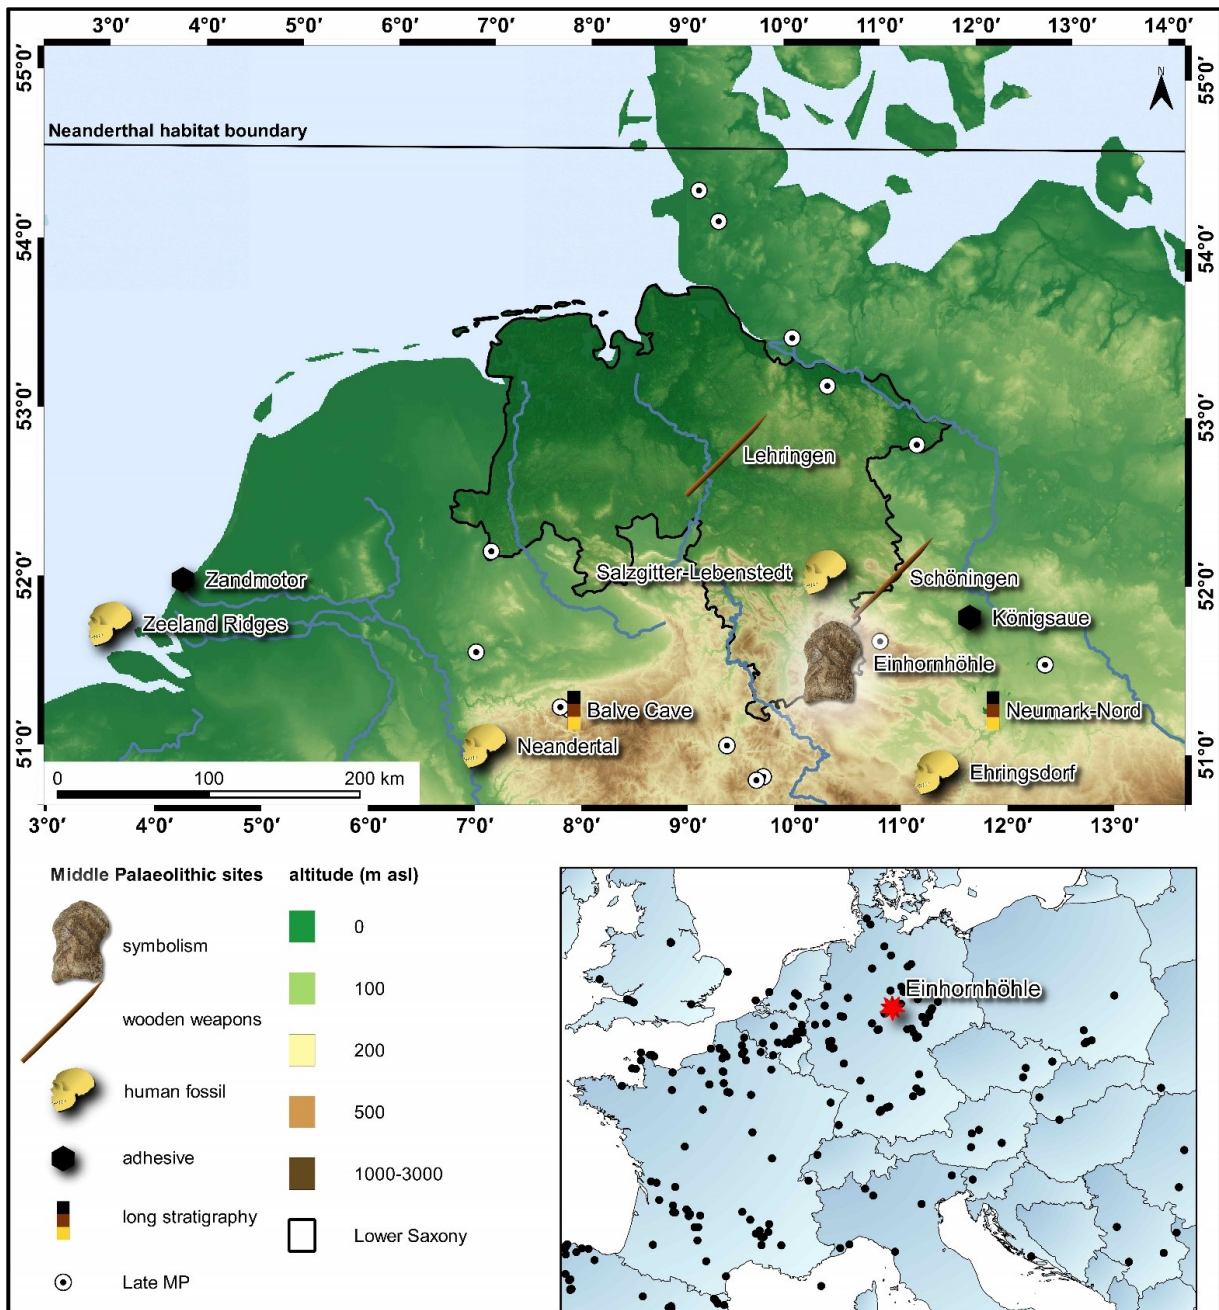 3°0' 4°0' 5°0' 6°0' 7°0' 8°0' 9°0' 10°0' 11°0' 12°0' 13°0' 14°0'
55°0'
55°0'
N
Neanderthal habitat boundary
54°0'
54°0'
53°0'
53°0'
Lehringen
52°0'
52°0'
Zandmotor
Salzgitter-Lebenstedt
Schöningen
Zeeland Ridges
Königsaue
Einhornhöhle
Balve Cave
Neumark-Nord
51°0'
51°0'
Neandertal
Ehringsdorf
0 100 200 km
3°0' 4°0' 5°0' 6°0' 7°0' 8°0' 9°0' 10°0' 11°0' 12°0' 13°0'
Middle Palaeolithic sites
symbolism
wooden weapons
human fossil
adhesive
long stratigraphy
Late MP
altitude (m asl)
0
100
200
500
1000-3000
Lower Saxony
Einhornhöhle